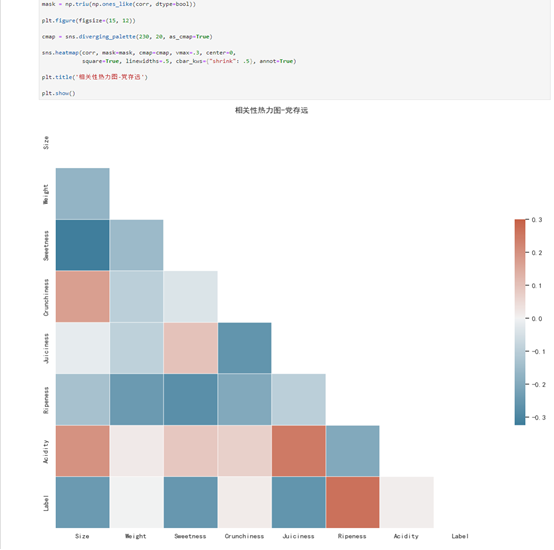 mask = np.triu(np.ones_like(corr, dtype=bool))
plt.figure(figsize=(15, 12))
cmap = sns.diverging_palette(230, 20, as_cmap=True)
sns.heatmap(corr, mask=mask, cmap=cmap, vmax=.3, center=0,
square=True, linewidths=.5, cbar_kws={"shrink": .5}, annot=True)
plt.title('相关性热力图-党存远')
plt.show()
相关性热力图-党存远
Size
Weight
Sweetness
Crunchiness
Juiciness
Ripeness
Acidity
Label
Size Weight Sweetness Crunchiness Juiciness Ripeness Acidity Label
0.3
0.2
0.1
0.0
-0.1
-0.2
-0.3